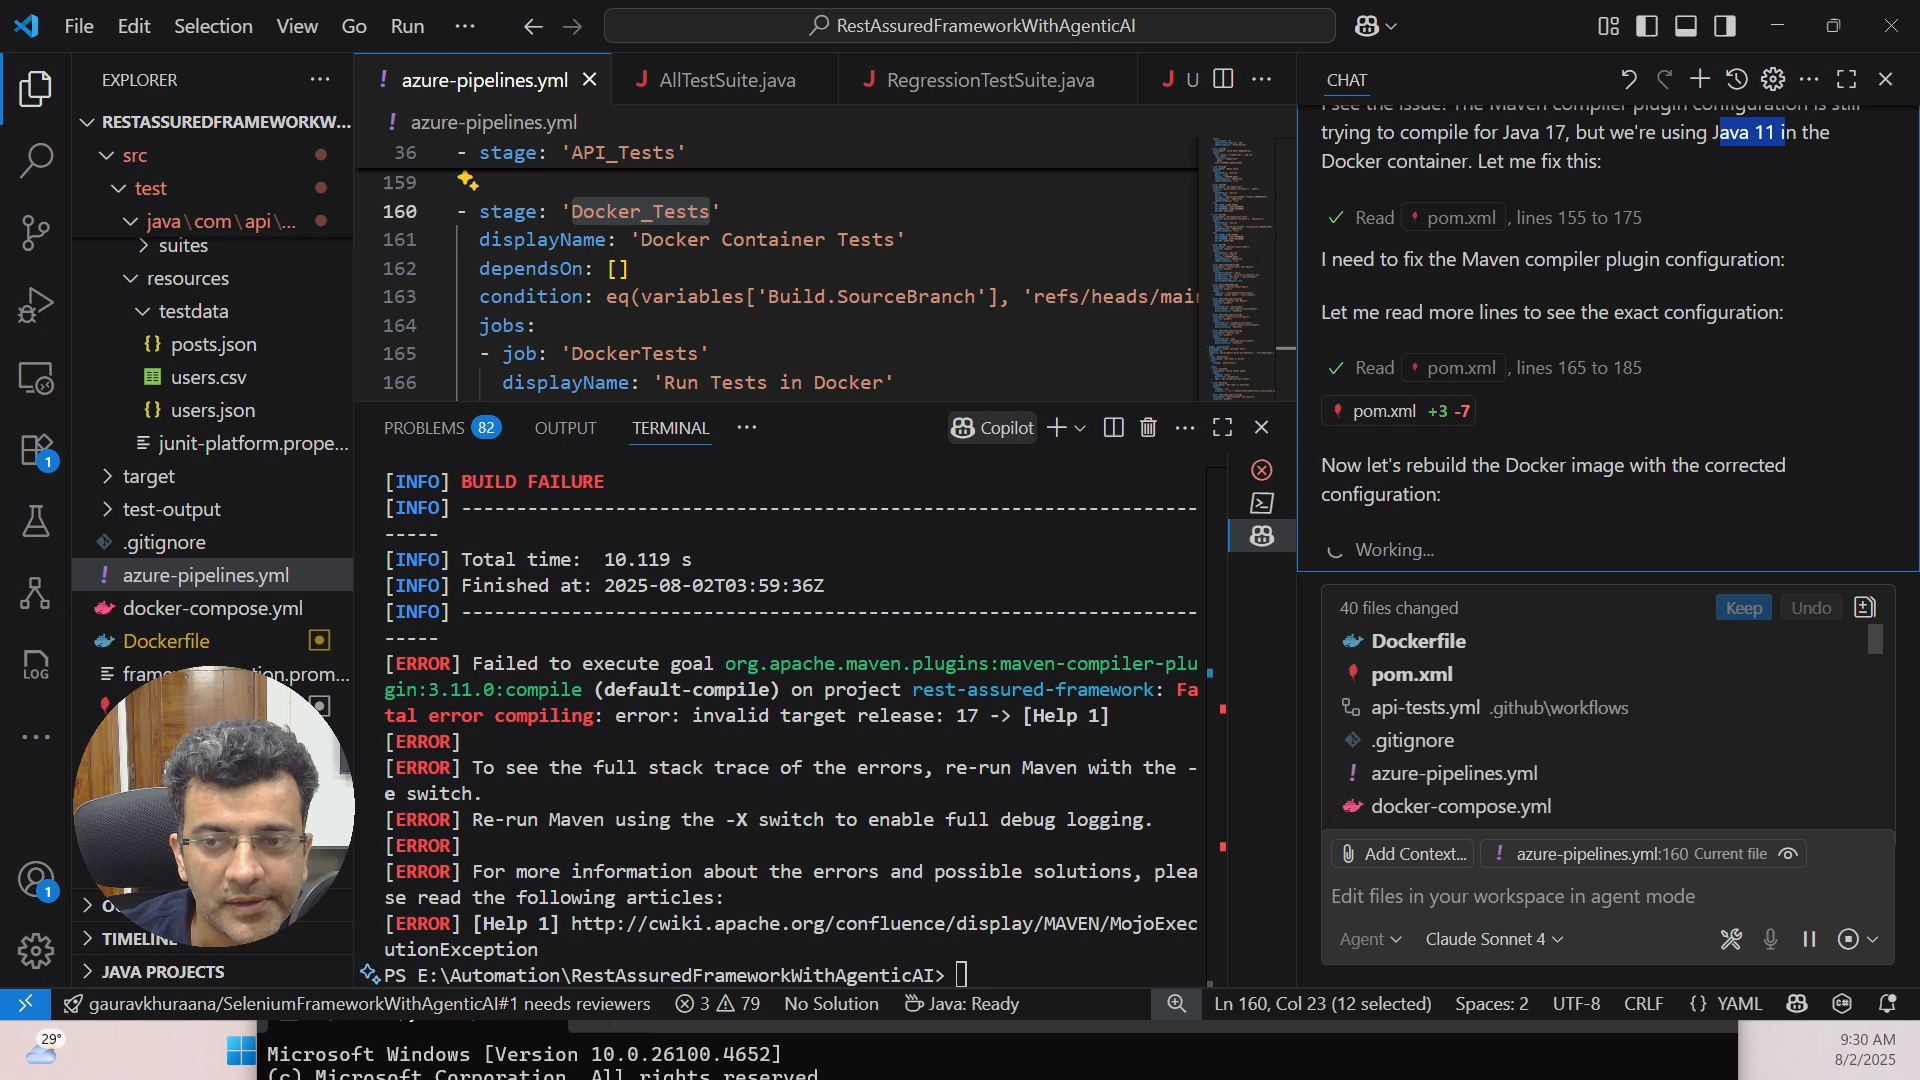 File Edit Selection View Go Run ···
RestAssuredFrameworkWithAgenticAI
EXPLORER
RESTASSUREDFRAMEWORKW...
src
test
java\com\api\...
suites
resources
testdata
posts.json
users.csv
users.json
junit-platform.prope...
target
test-output
.gitignore
azure-pipelines.yml
docker-compose.yml
Dockerfile
TIMELINE
JAVA PROJECTS
azure-pipelines.yml
AllTestSuite.java
RegressionTestSuite.java
U
azure-pipelines.yml
36 - stage: 'API_Tests'
159
160 - stage: 'Docker_Tests'
161 displayName: 'Docker Container Tests'
162 dependsOn: []
163 condition: eq(variables['Build.SourceBranch'], 'refs/heads/mai
164 jobs:
165 - job: 'DockerTests'
166 displayName: 'Run Tests in Docker'
PROBLEMS 82 OUTPUT TERMINAL ··· Copilot
[INFO] BUILD FAILURE
[INFO] ------------------------------------------------------------------
-----
[INFO] Total time:  10.119 s
[INFO] Finished at: 2025-08-02T03:59:36Z
[INFO] ------------------------------------------------------------------
-----
[ERROR] Failed to execute goal org.apache.maven.plugins:maven-compiler-plu
gin:3.11.0:compile (default-compile) on project rest-assured-framework: Fa
tal error compiling: error: invalid target release: 17 -> [Help 1]
[ERROR]
[ERROR] To see the full stack trace of the errors, re-run Maven with the -
e switch.
[ERROR] Re-run Maven using the -X switch to enable full debug logging.
[ERROR]
[ERROR] For more information about the errors and possible solutions, plea
se read the following articles:
[ERROR] [Help 1] http://cwiki.apache.org/confluence/display/MAVEN/MojoExec
utionException
PS E:\Automation\RestAssuredFrameworkWithAgenticAI>
CHAT
trying to compile for Java 17, but we're using Java 11 in the
Docker container. Let me fix this:
Read pom.xml, lines 155 to 175
I need to fix the Maven compiler plugin configuration:
Let me read more lines to see the exact configuration:
Read pom.xml, lines 165 to 185
pom.xml +3 -7
Now let's rebuild the Docker image with the corrected
configuration:
Working...
40 files changed Keep Undo
Dockerfile
pom.xml
api-tests.yml .github\workflows
.gitignore
azure-pipelines.yml
docker-compose.yml
Add Context... azure-pipelines.yml:160 Current file
Edit files in your workspace in agent mode
Agent Claude Sonnet 4
1
1
LOG
gauravkhuraana/SeleniumFrameworkWithAgenticAI#1 needs reviewers 3 79 No Solution Java: Ready Ln 160, Col 23 (12 selected) Spaces: 2 UTF-8 CRLF {} YAML
29°
Microsoft Windows [Version 10.0.26100.4652]
(c) Microsoft Corporation. All rights reserved.
9:30 AM
8/2/2025